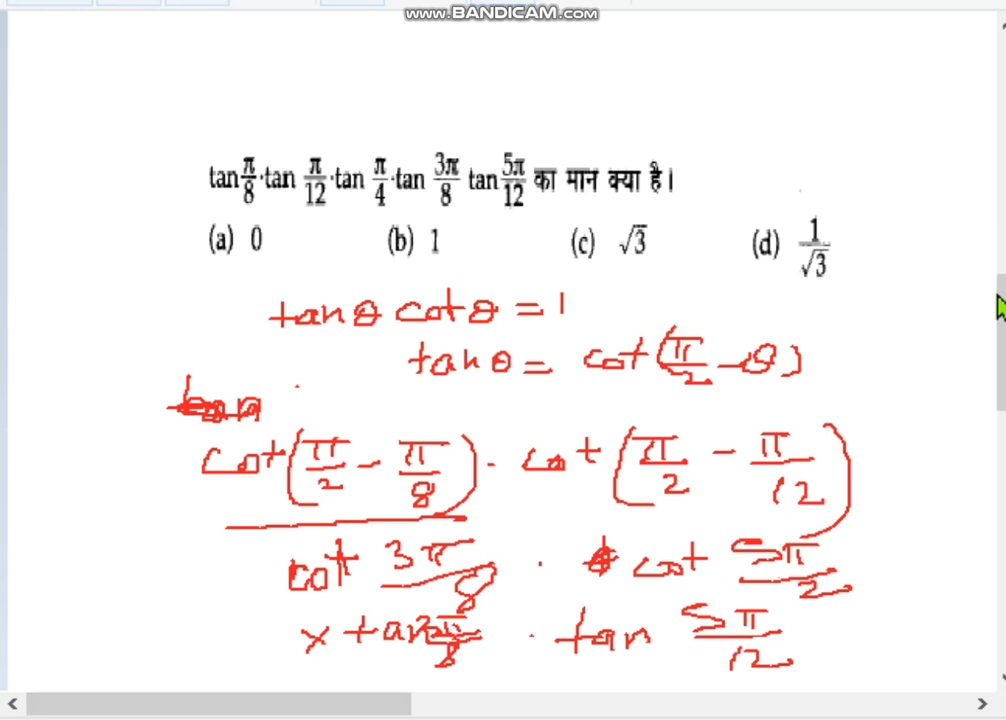 www.BANDICAM.com
tan π/8 · tan π/12 · tan π/4 · tan 3π/8 tan 5π/12 का मान क्या है।
(a) 0 (b) 1 (c) √3 (d) 1/√3
tanθ cotθ = 1
tanθ = cot(π/2 - θ)
cot(π/2 - π/8) · cot(π/2 - π/12)
cot 3π/8 · cot 5π/2
x tan 3π/8 · tan 5π/12